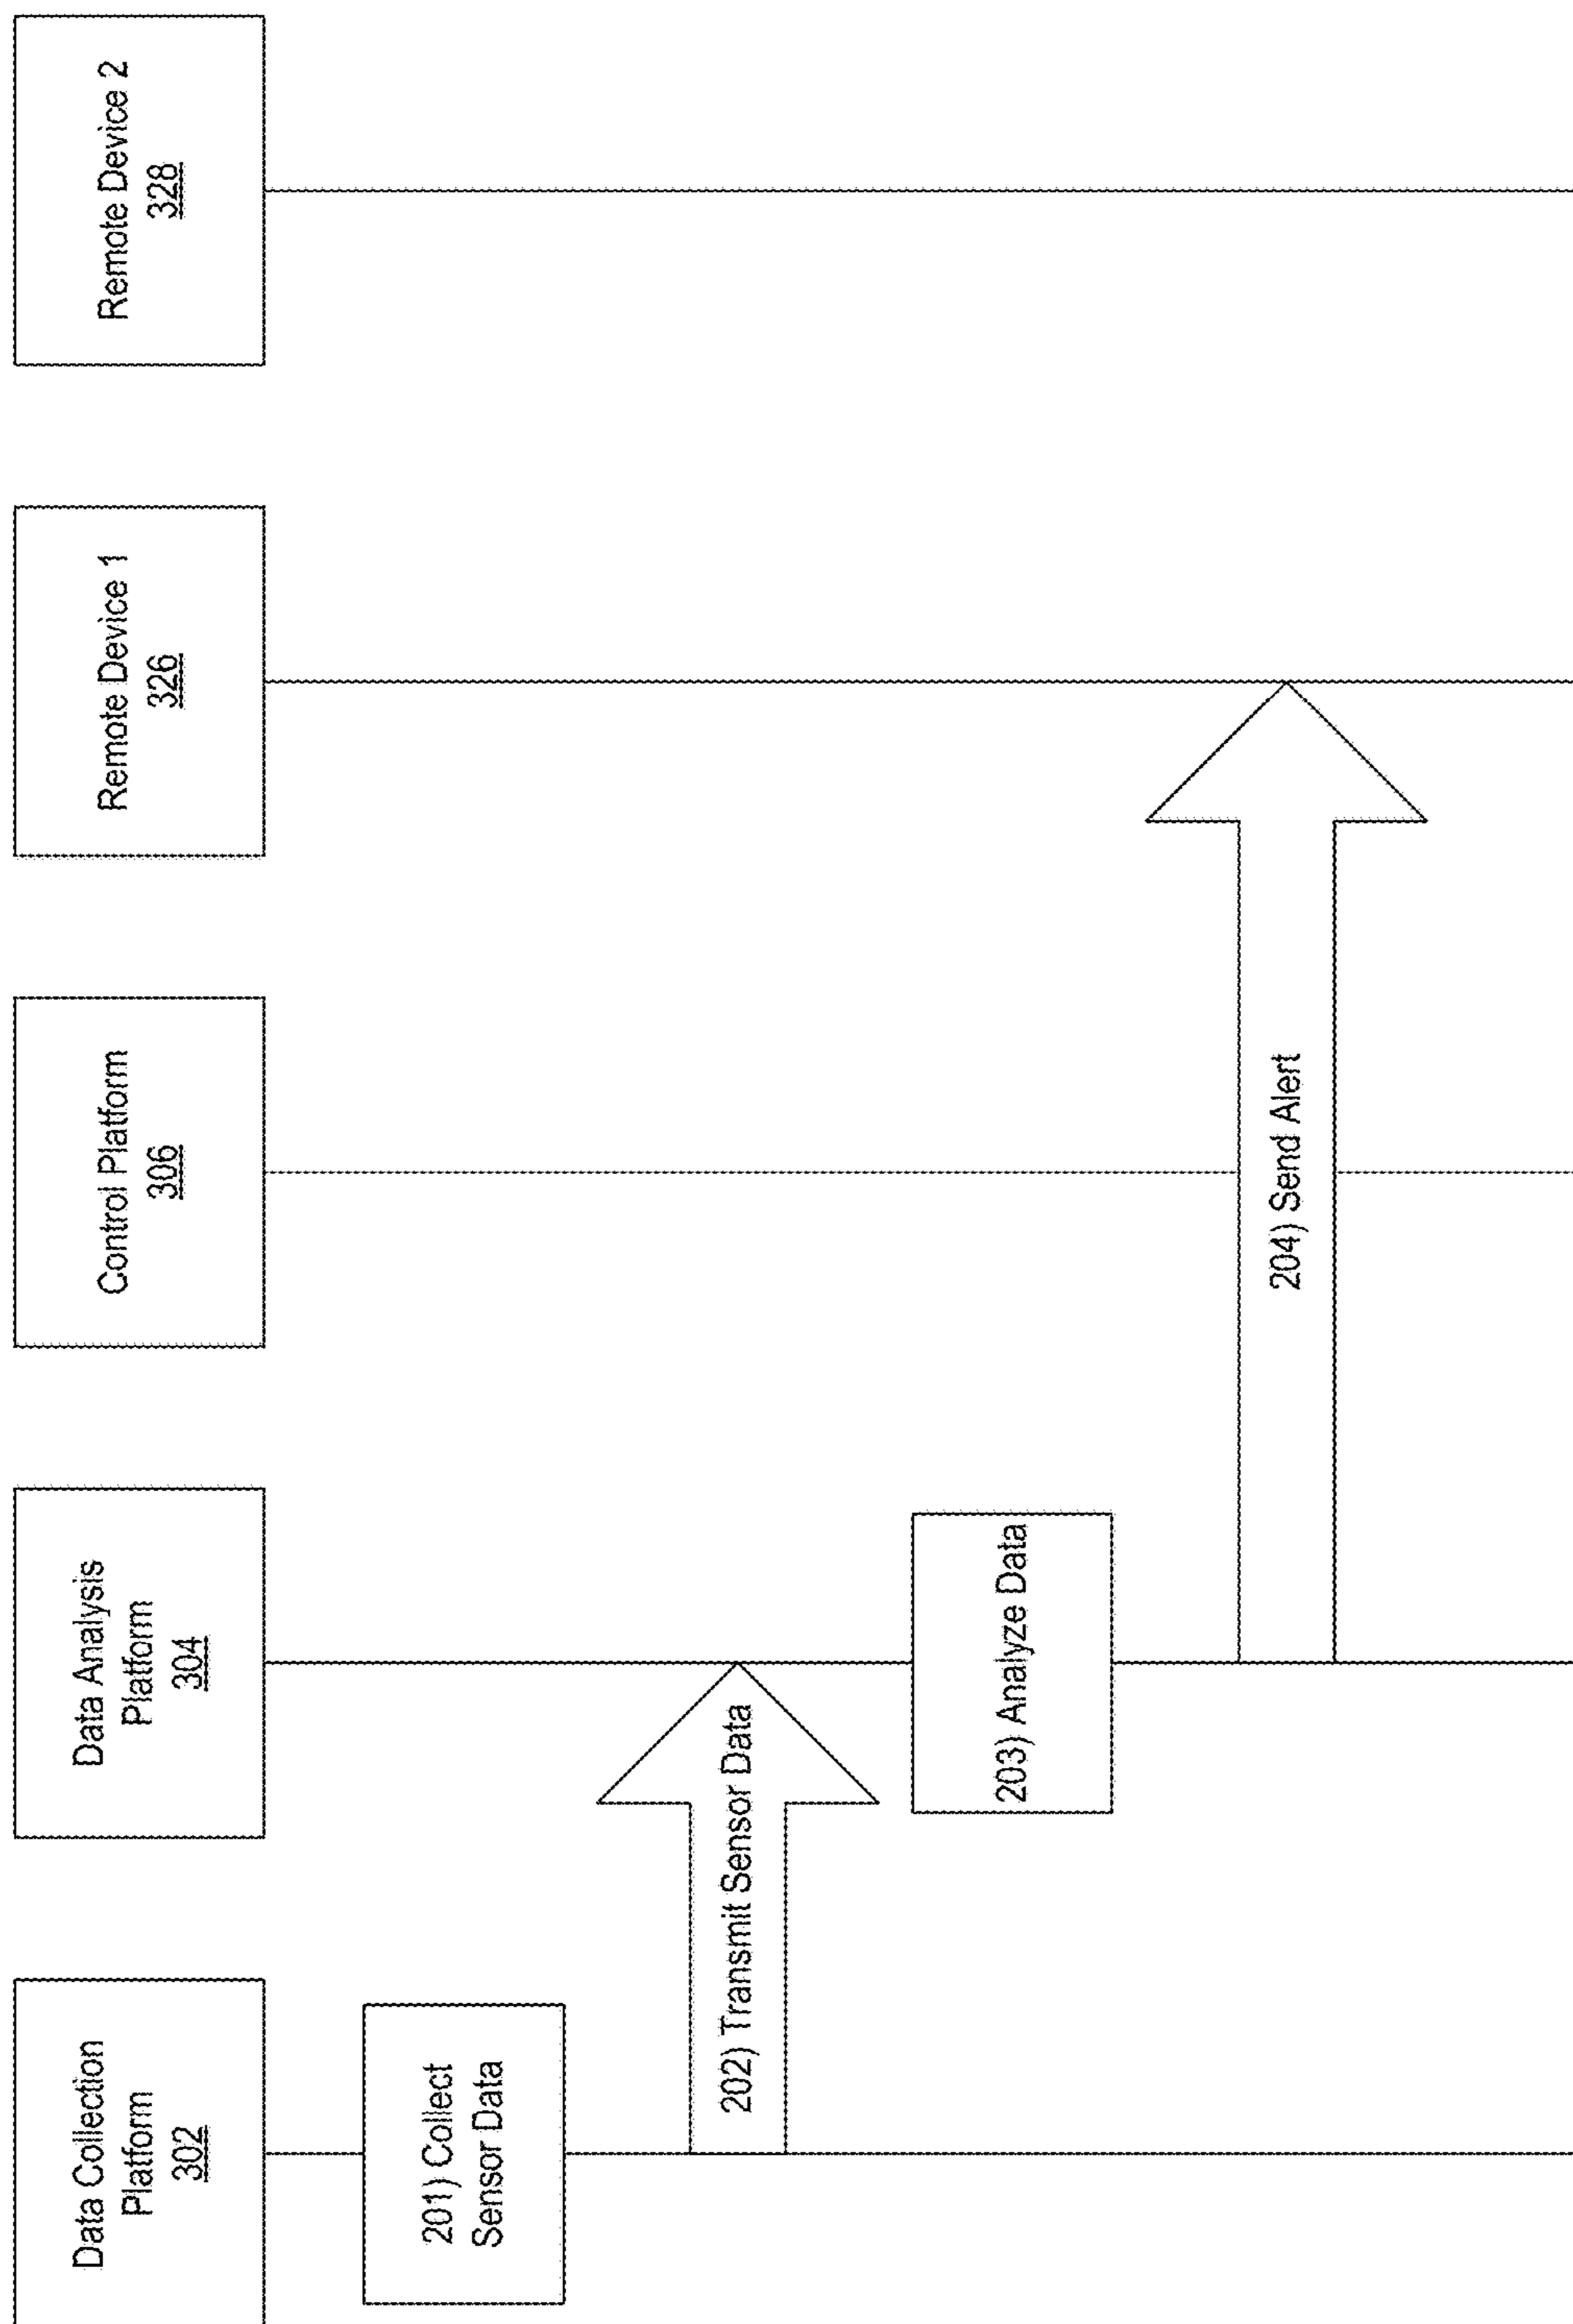 Data Collection
Platform
302
Data Analysis
Platform
304
Control Platform
306
Remote Device 1
326
Remote Device 2
328
201) Collect
Sensor Data
202) Transmit Sensor Data
203) Analyze Data
204) Send Alert